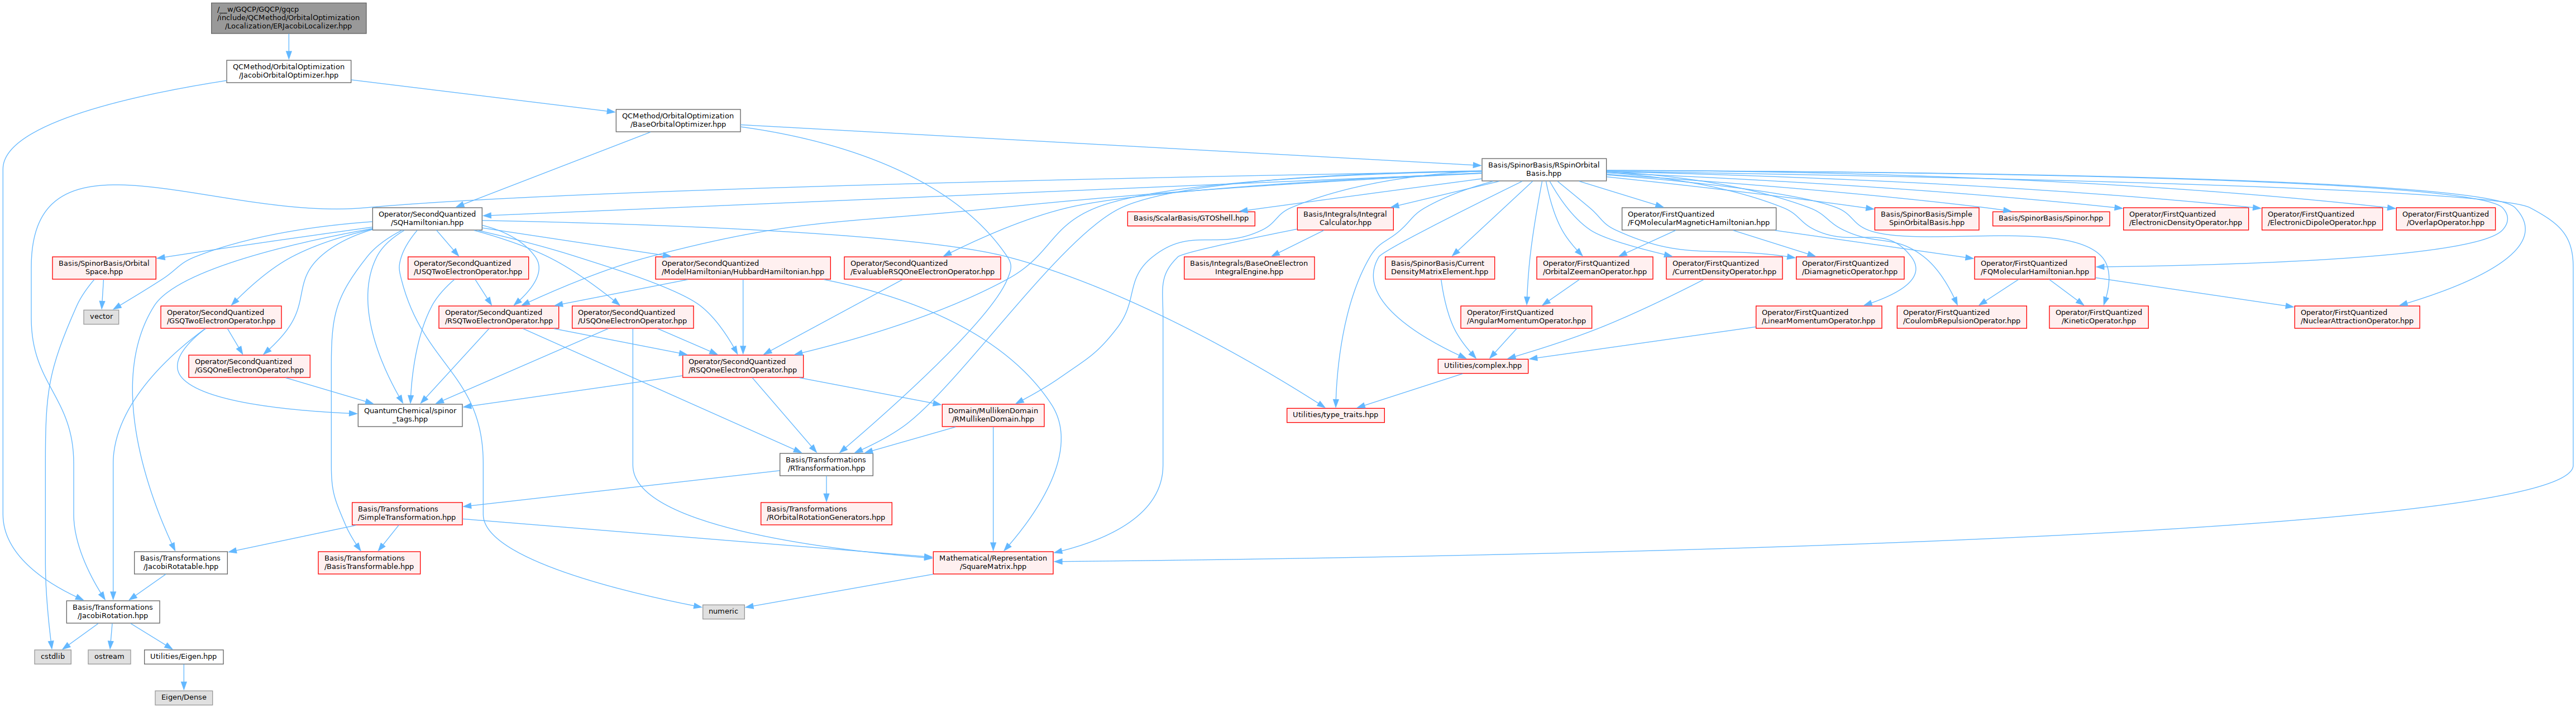 /__w/GQCP/GQCP/gqcp
/include/QCMethod/OrbitalOptimization
/Localization/ERJacobiLocalizer.hpp
QCMethod/OrbitalOptimization
/JacobiOrbitalOptimizer.hpp
QCMethod/OrbitalOptimization
/BaseOrbitalOptimizer.hpp
Basis/SpinorBasis/RSpinOrbital
Basis.hpp
Operator/SecondQuantized
/SQHamiltonian.hpp
Basis/ScalarBasis/GTOShell.hpp
Basis/Integrals/Integral
Calculator.hpp
Operator/FirstQuantized
/FQMolecularMagneticHamiltonian.hpp
Basis/SpinorBasis/Simple
SpinOrbitalBasis.hpp
Basis/SpinorBasis/Spinor.hpp
Operator/FirstQuantized
/ElectronicDensityOperator.hpp
Operator/FirstQuantized
/ElectronicDipoleOperator.hpp
Operator/FirstQuantized
/OverlapOperator.hpp
Basis/SpinorBasis/Orbital
Space.hpp
Operator/SecondQuantized
/USQTwoElectronOperator.hpp
Operator/SecondQuantized
/ModelHamiltonian/HubbardHamiltonian.hpp
Operator/SecondQuantized
/EvaluableRSQOneElectronOperator.hpp
Basis/Integrals/BaseOneElectron
IntegralEngine.hpp
Basis/SpinorBasis/Current
DensityMatrixElement.hpp
Operator/FirstQuantized
/OrbitalZeemanOperator.hpp
Operator/FirstQuantized
/CurrentDensityOperator.hpp
Operator/FirstQuantized
/DiamagneticOperator.hpp
Operator/FirstQuantized
/FQMolecularHamiltonian.hpp
vector
Operator/SecondQuantized
/GSQTwoElectronOperator.hpp
Operator/SecondQuantized
/RSQTwoElectronOperator.hpp
Operator/SecondQuantized
/USQOneElectronOperator.hpp
Operator/FirstQuantized
/AngularMomentumOperator.hpp
Operator/FirstQuantized
/LinearMomentumOperator.hpp
Operator/FirstQuantized
/CoulombRepulsionOperator.hpp
Operator/FirstQuantized
/KineticOperator.hpp
Operator/FirstQuantized
/NuclearAttractionOperator.hpp
Operator/SecondQuantized
/GSQOneElectronOperator.hpp
Operator/SecondQuantized
/RSQOneElectronOperator.hpp
Utilities/complex.hpp
QuantumChemical/spinor
_tags.hpp
Domain/MullikenDomain
/RMullikenDomain.hpp
Utilities/type_traits.hpp
Basis/Transformations
/RTransformation.hpp
Basis/Transformations
/SimpleTransformation.hpp
Basis/Transformations
/ROrbitalRotationGenerators.hpp
Basis/Transformations
/JacobiRotatable.hpp
Basis/Transformations
/BasisTransformable.hpp
Mathematical/Representation
/SquareMatrix.hpp
Basis/Transformations
/JacobiRotation.hpp
numeric
cstdlib
ostream
Utilities/Eigen.hpp
Eigen/Dense